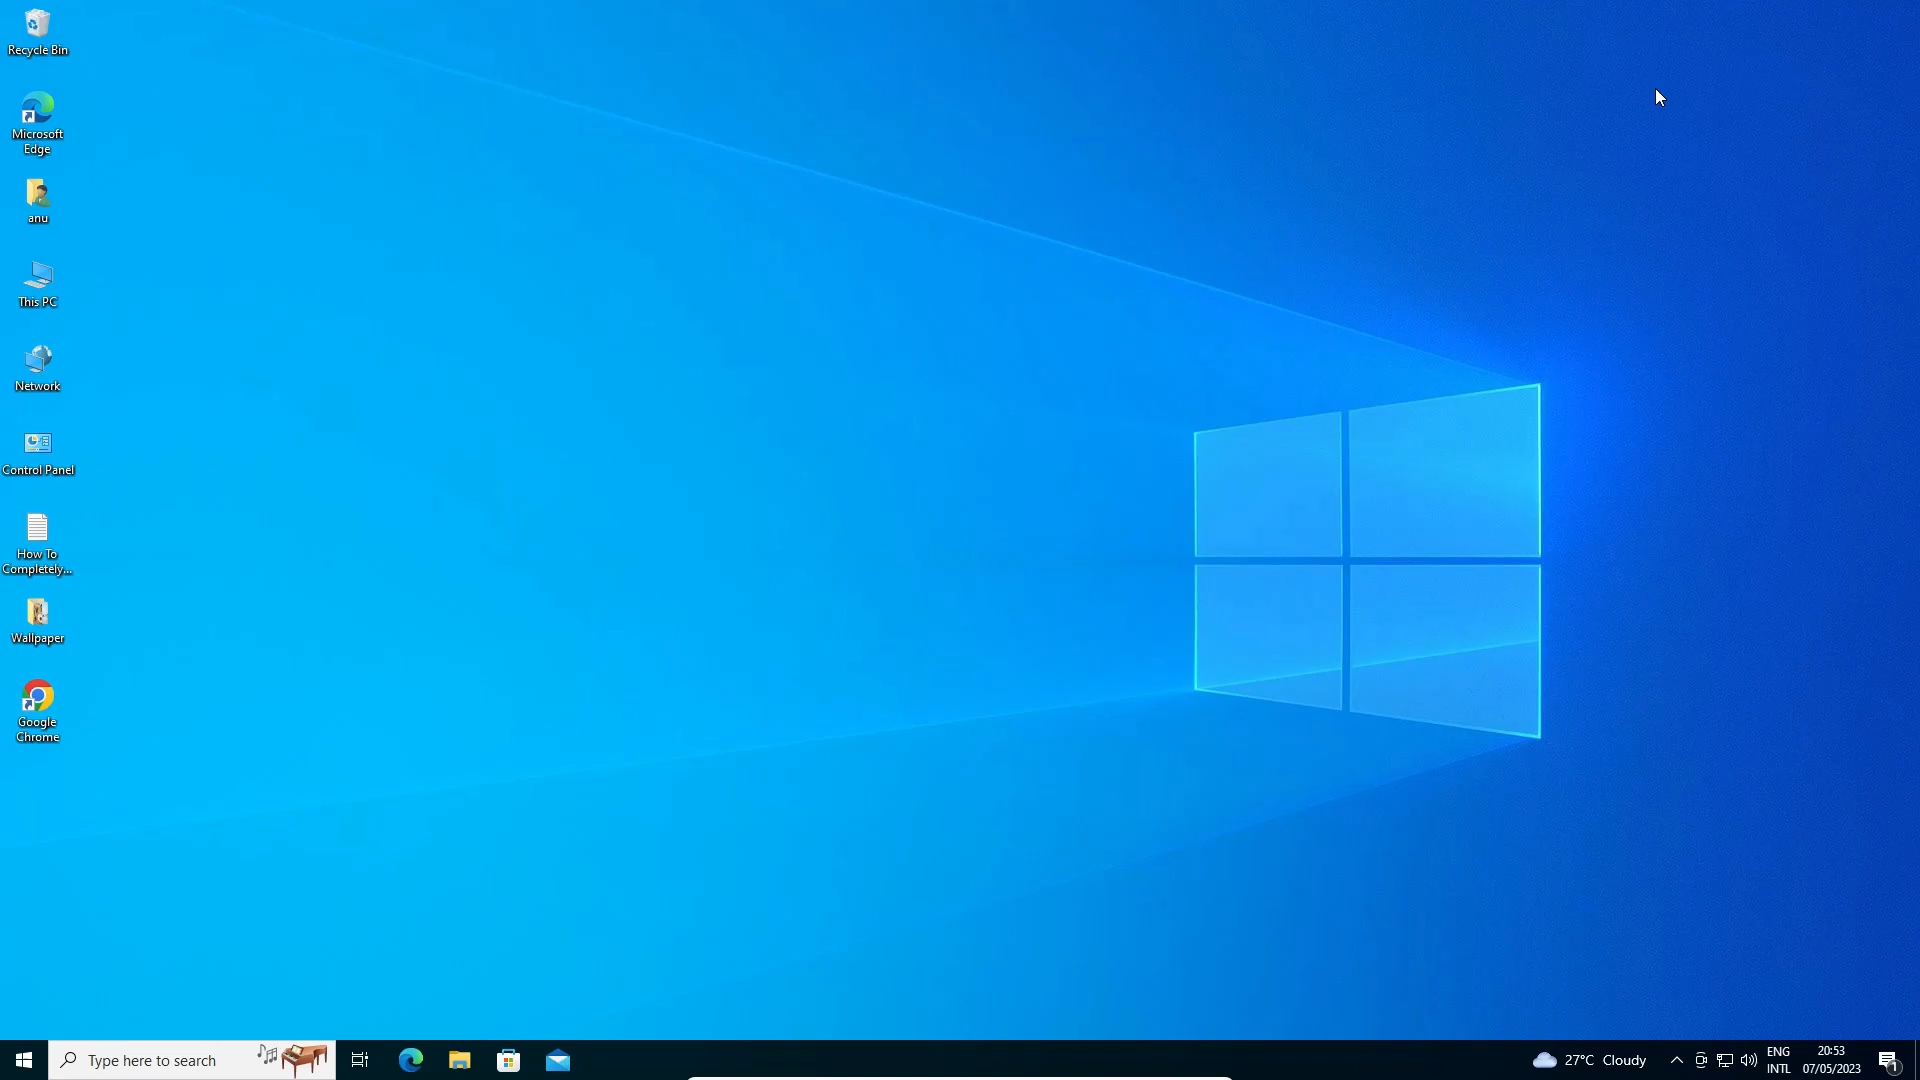 Recycle Bin
Microsoft
Edge
anu
This PC
Network
Control Panel
How To
Completely...
Wallpaper
Google
Chrome
Type here to search
27°C Cloudy
ENG
INTL
20:53
07/05/2023
1